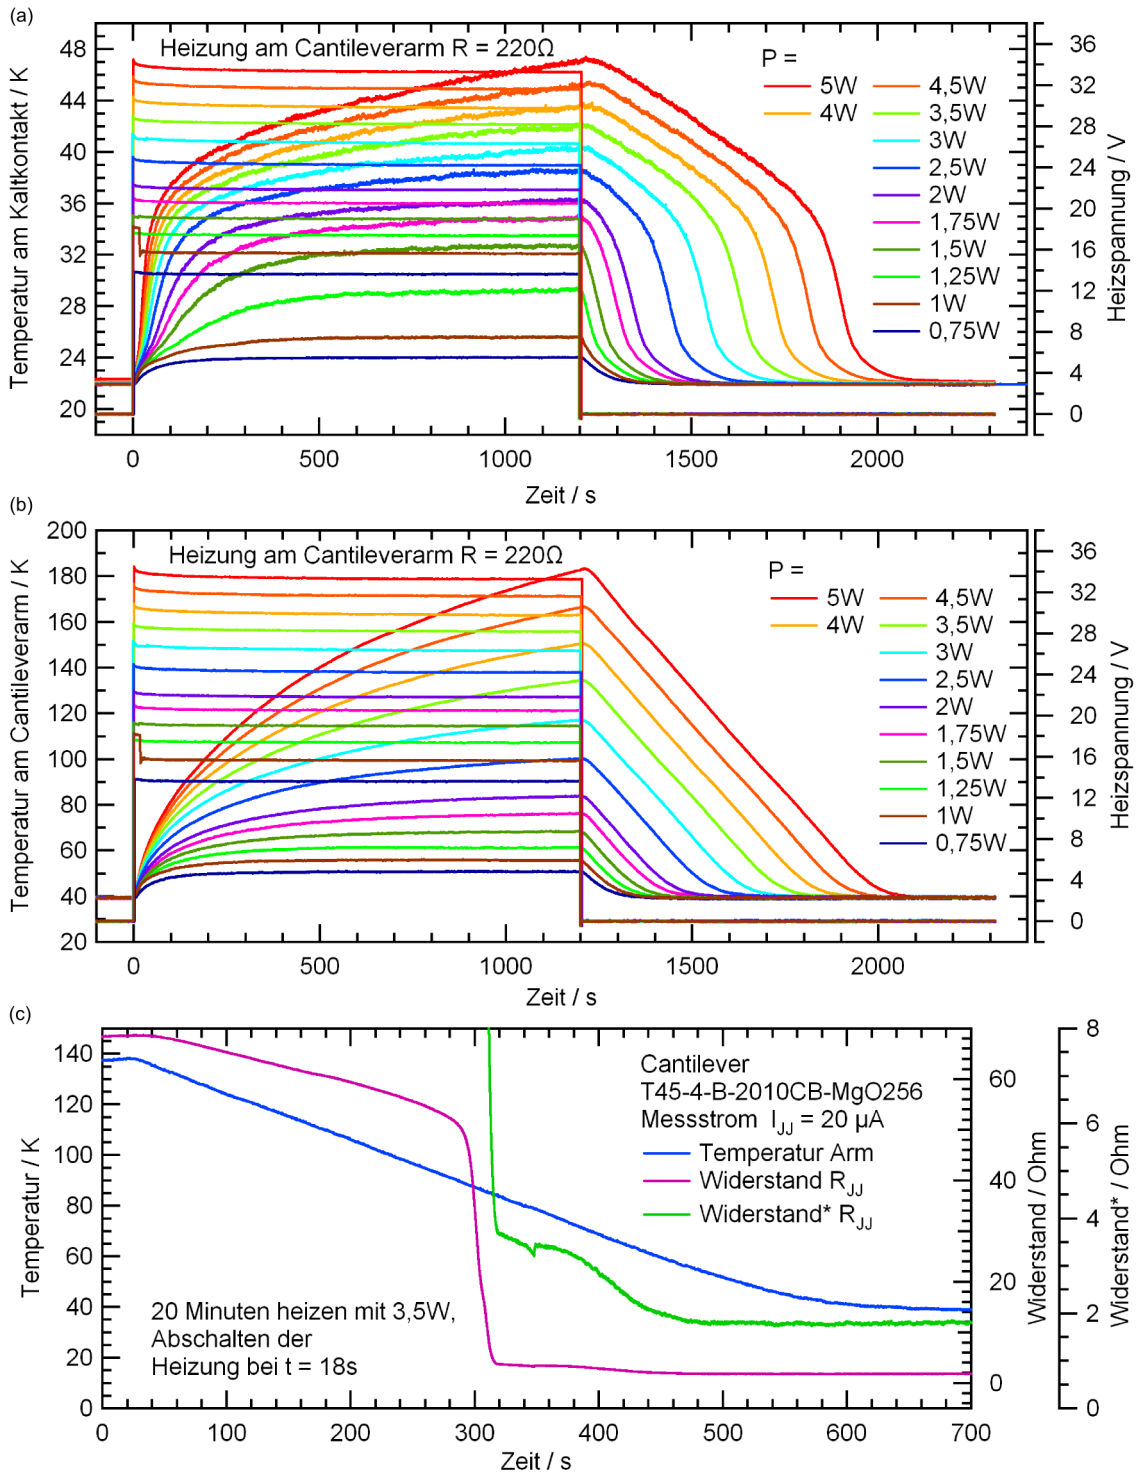 (a)
Heizung am Cantileverarm R = 220Ω
P =
5W
4,5W
4W
3,5W
3W
2,5W
2W
1,75W
1,5W
1,25W
1W
0,75W
Temperatur am Kaltkontakt / K
48
44
40
36
32
28
24
20
Heizspannung / V
36
32
28
24
20
16
12
8
4
0
0
500
1000
1500
2000
Zeit / s
(b)
Heizung am Cantileverarm R = 220Ω
P =
5W
4,5W
4W
3,5W
3W
2,5W
2W
1,75W
1,5W
1,25W
1W
0,75W
Temperatur am Cantileverarm / K
200
180
160
140
120
100
80
60
40
20
Heizspannung / V
36
32
28
24
20
16
12
8
4
0
0
500
1000
1500
2000
Zeit / s
(c)
Cantilever
T45-4-B-2010CB-MgO256
Messstrom I_JJ = 20 µA
Temperatur Arm
Widerstand R_JJ
Widerstand* R_JJ
20 Minuten heizen mit 3,5W,
Abschalten der
Heizung bei t = 18s
Temperatur / K
140
120
100
80
60
40
20
0
Widerstand / Ohm
60
40
20
0
Widerstand* / Ohm
8
6
4
2
0
0
100
200
300
400
500
600
700
Zeit / s